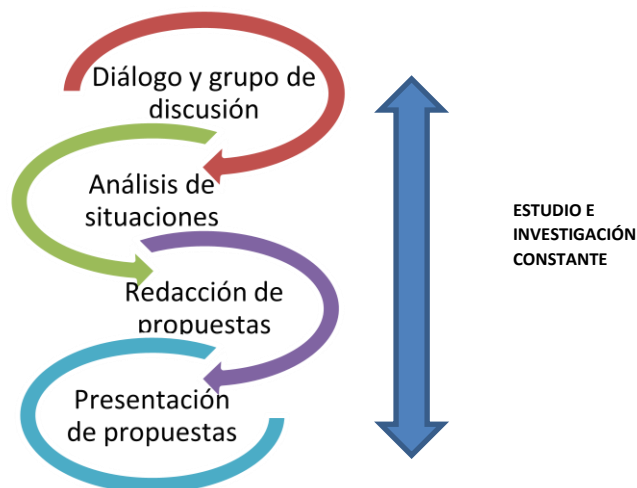 Diálogo y grupo de
discusión
Análisis de
situaciones
Redacción de
propuestas
Presentación
de propuestas
ESTUDIO E
INVESTIGACIÓN
CONSTANTE